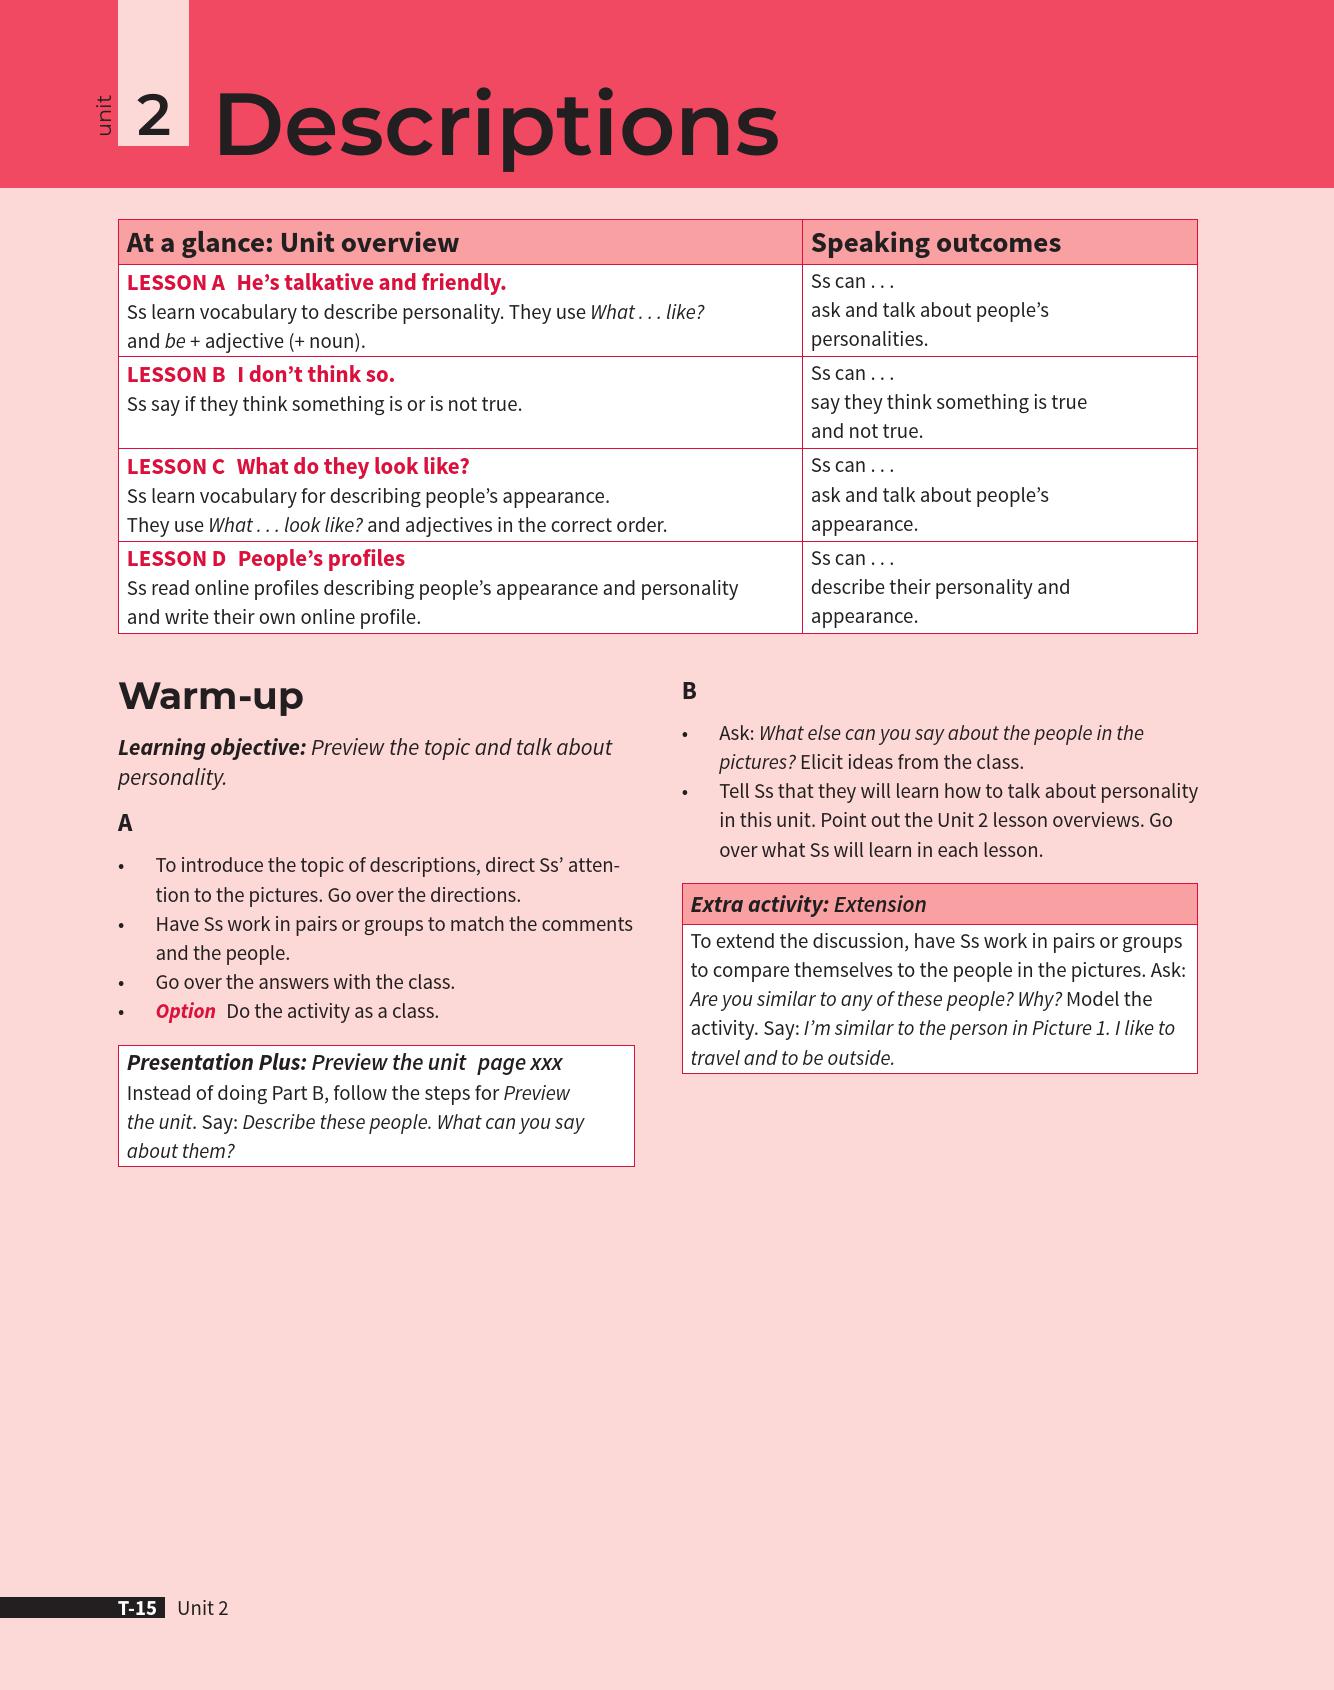 unit
2
Descriptions
At a glance: Unit overview
Speaking outcomes
LESSON A He’s talkative and friendly.
Ss learn vocabulary to describe personality. They use What . . . like?
and be + adjective (+ noun).
Ss can . . .
ask and talk about people’s
personalities.
LESSON B I don’t think so.
Ss say if they think something is or is not true.
Ss can . . .
say they think something is true
and not true.
LESSON C What do they look like?
Ss learn vocabulary for describing people’s appearance.
They use What . . . look like? and adjectives in the correct order.
Ss can . . .
ask and talk about people’s
appearance.
LESSON D People’s profiles
Ss read online profiles describing people’s appearance and personality
and write their own online profile.
Ss can . . .
describe their personality and
appearance.
Warm-up
Learning objective: Preview the topic and talk about
personality.
A
• To introduce the topic of descriptions, direct Ss’ atten-
tion to the pictures. Go over the directions.
• Have Ss work in pairs or groups to match the comments
and the people.
• Go over the answers with the class.
• Option Do the activity as a class.
Presentation Plus: Preview the unit page xxx
Instead of doing Part B, follow the steps for Preview
the unit. Say: Describe these people. What can you say
about them?
B
• Ask: What else can you say about the people in the
pictures? Elicit ideas from the class.
• Tell Ss that they will learn how to talk about personality
in this unit. Point out the Unit 2 lesson overviews. Go
over what Ss will learn in each lesson.
Extra activity: Extension
To extend the discussion, have Ss work in pairs or groups
to compare themselves to the people in the pictures. Ask:
Are you similar to any of these people? Why? Model the
activity. Say: I’m similar to the person in Picture 1. I like to
travel and to be outside.
T-15 Unit 2